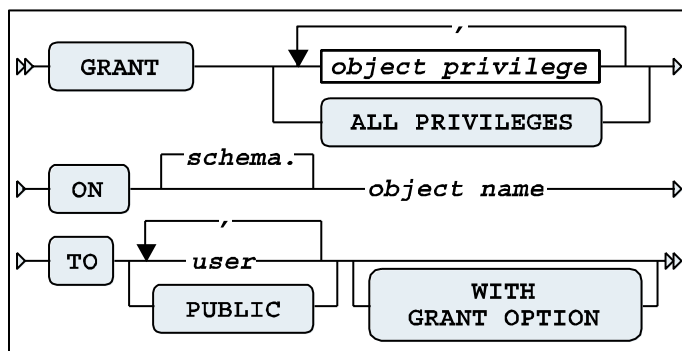 ,
GRANT
object privilege
ALL PRIVILEGES
schema.
ON
object name
,
TO
user
PUBLIC
WITH
GRANT OPTION